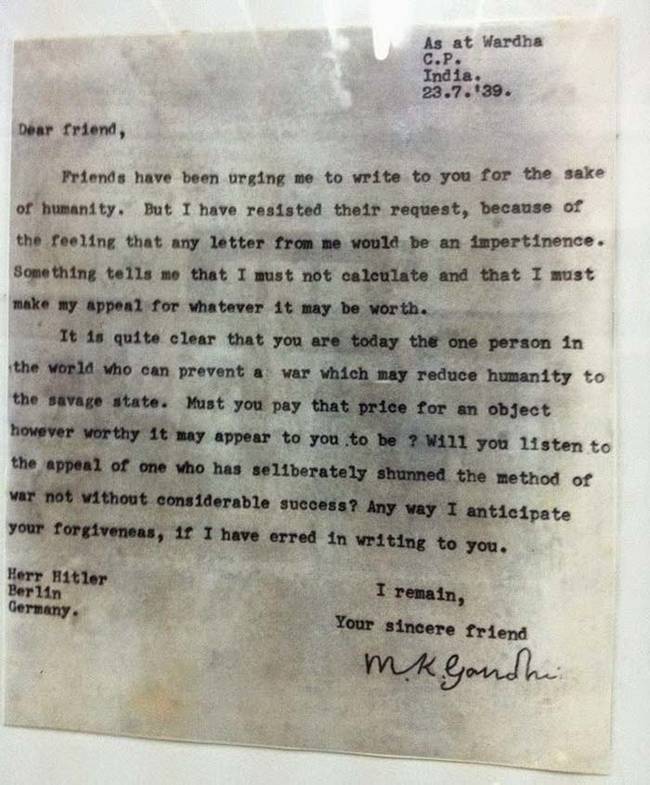 As at Wardha
C.P.
India.
23.7.'39.
Dear friend,
Friends have been urging me to write to you for the sake
of humanity. But I have resisted their request, because of
the feeling that any letter from me would be an impertinence.
Something tells me that I must not calculate and that I must
make my appeal for whatever it may be worth.
It is quite clear that you are today the one person in
the world who can prevent a war which may reduce humanity to
the savage state. Must you pay that price for an object
however worthy it may appear to you to be ? Will you listen to
the appeal of one who has seliberately shunned the method of
war not without considerable success? Any way I anticipate
your forgiveneas, if I have erred in writing to you.
Herr Hitler
Berlin
Germany.
I remain,
Your sincere friend
M.K.Gandhi